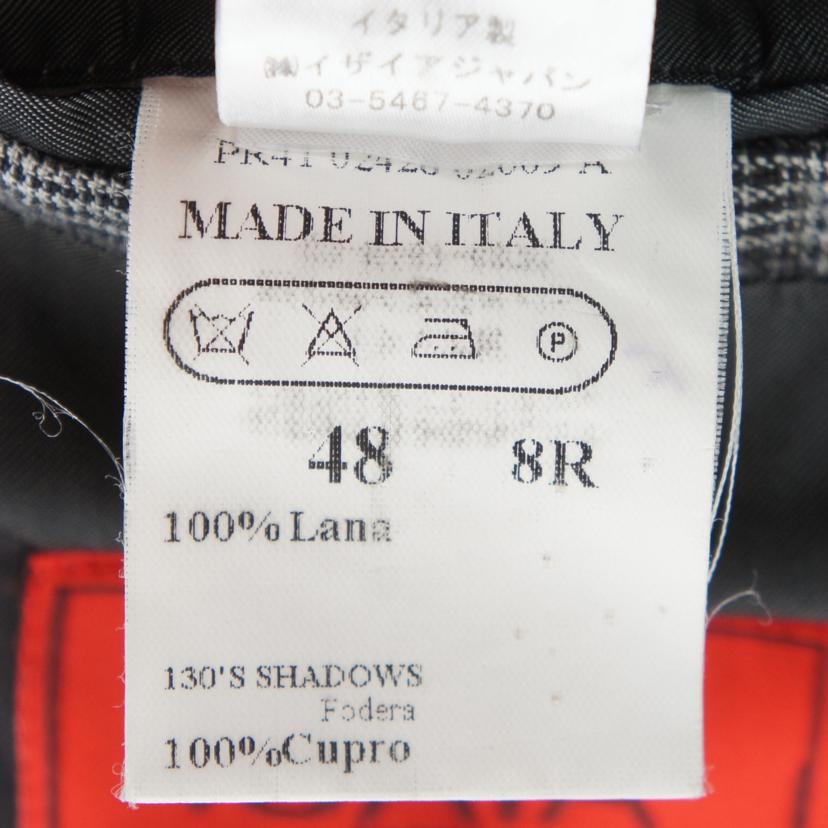 イタリア製
㈱イザイアジャパン
03-5467-4370
MADE IN ITALY
P
48 8R
100% Lana
130'S SHADOWS
Fodera
100%Cupro